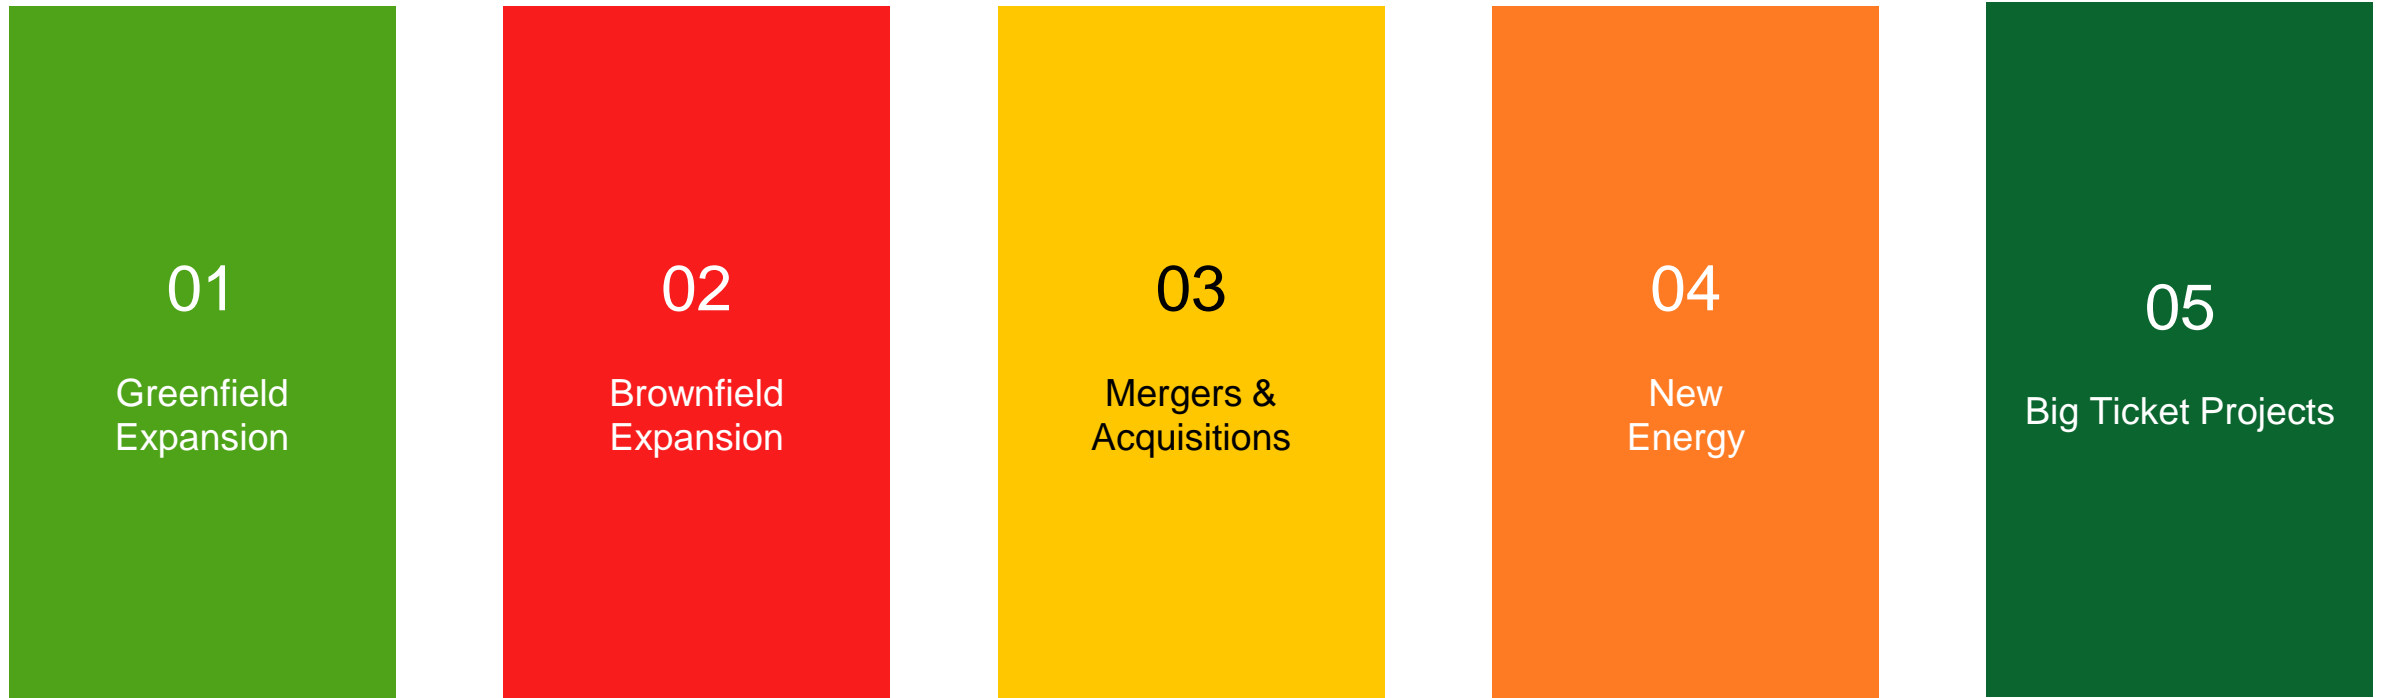 01
Greenfield
Expansion
02
Brownfield
Expansion
03
Mergers &
Acquisitions
04
New
Energy
05
Big Ticket Projects